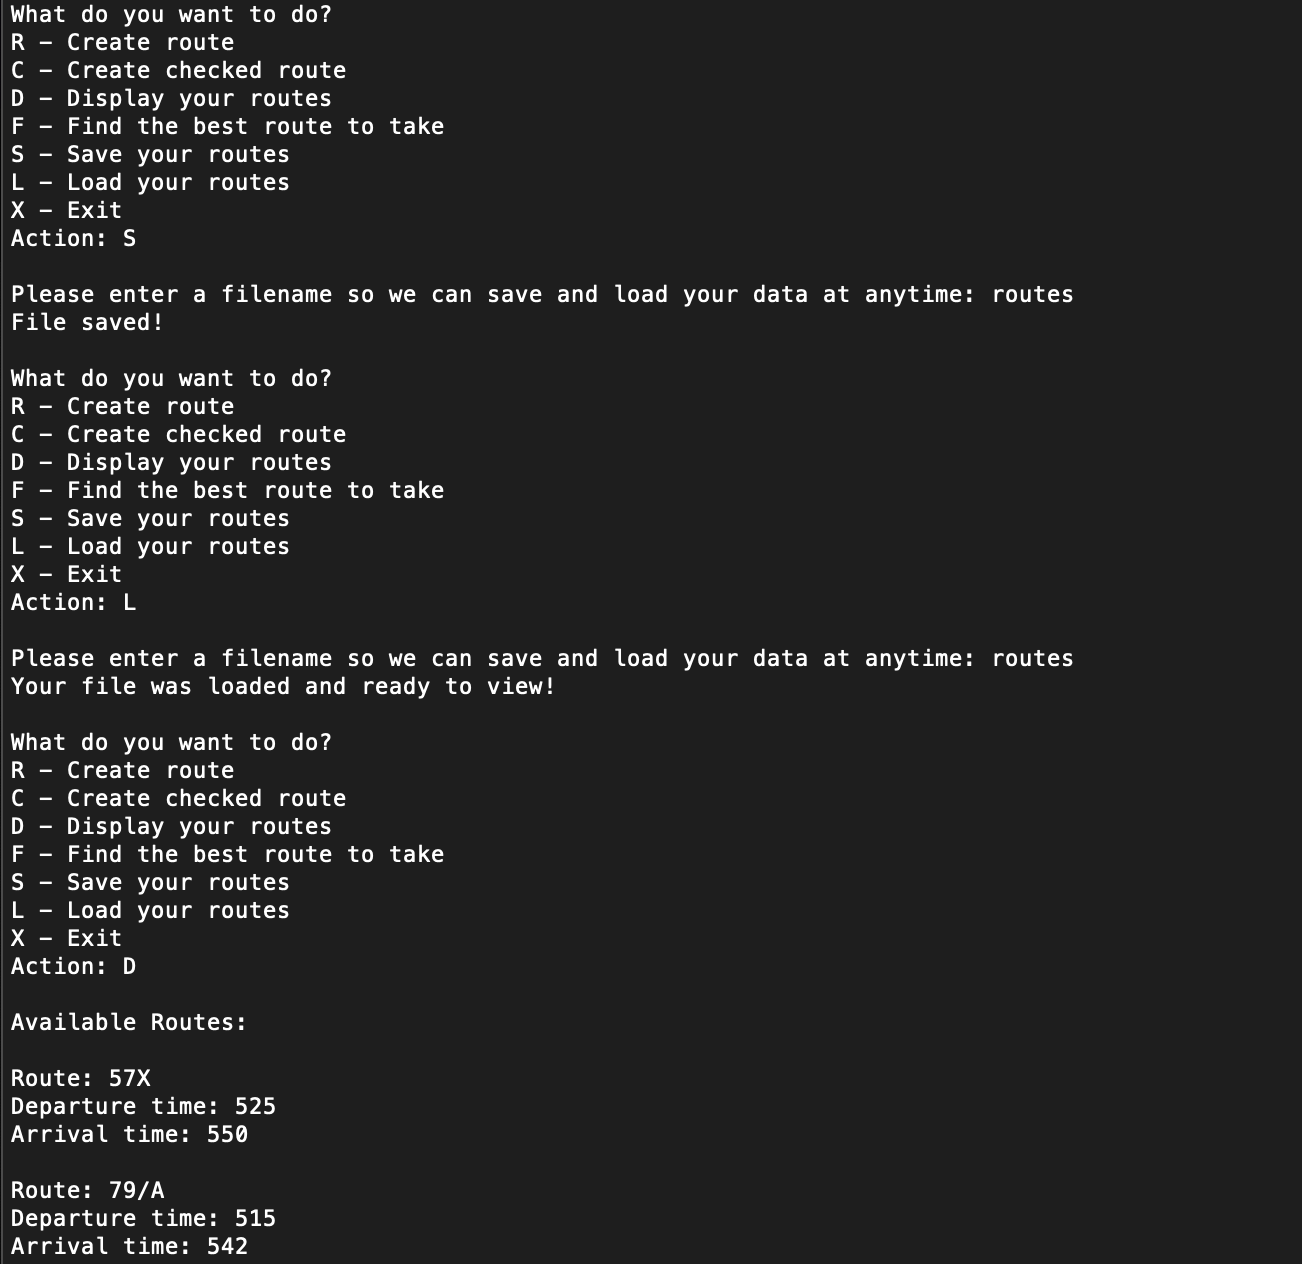 What do you want to do?
R – Create route
C – Create checked route
D – Display your routes
F – Find the best route to take
S – Save your routes
L – Load your routes
X – Exit
Action: S
Please enter a filename so we can save and load your data at anytime: routes
File saved!
What do you want to do?
R – Create route
C – Create checked route
D – Display your routes
F – Find the best route to take
S – Save your routes
L – Load your routes
X – Exit
Action: L
Please enter a filename so we can save and load your data at anytime: routes
Your file was loaded and ready to view!
What do you want to do?
R – Create route
C – Create checked route
D – Display your routes
F – Find the best route to take
S – Save your routes
L – Load your routes
X – Exit
Action: D
Available Routes:
Route: 57X
Departure time: 525
Arrival time: 550
Route: 79/A
Departure time: 515
Arrival time: 542